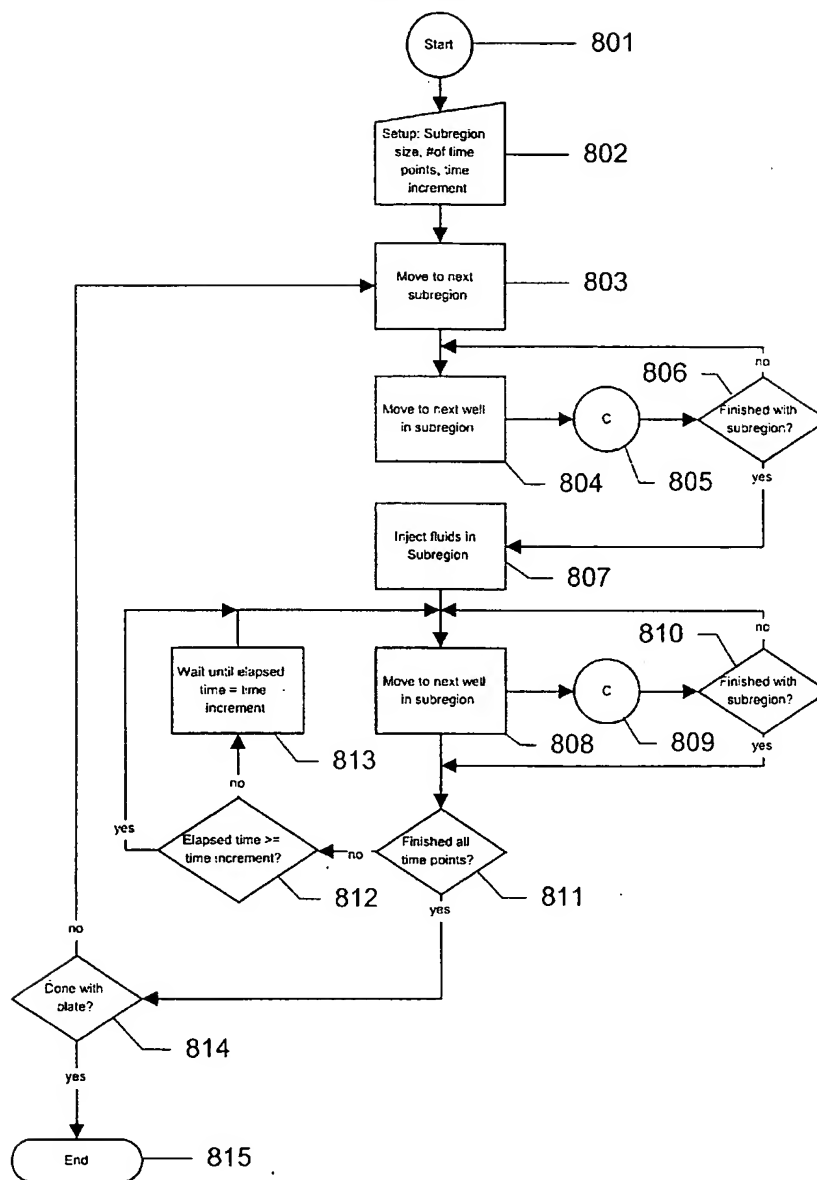 Start
801
Setup: Subregion
size, #of time
points, time
increment
802
Move to next
subregion
803
no
806
Move to next well
in subregion
804
C
805
Finished with
subregion?
yes
Inject fluids in
Subregion
807
no
810
Wait until elapsed
time = time
increment
813
Move to next well
in subregion
808
C
809
Finished with
subregion?
yes
no
yes
Elapsed time >=
time increment?
812
no
Finished all
time points?
811
yes
no
Done with
plate?
814
yes
End
815